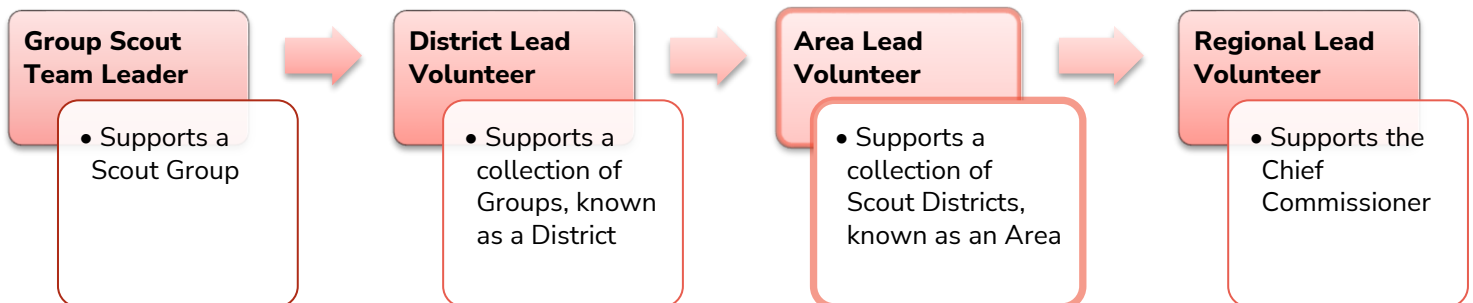 Group Scout
Team Leader
• Supports a
Scout Group
District Lead
Volunteer
• Supports a
collection of
Groups, known
as a District
Area Lead
Volunteer
• Supports a
collection of
Scout Districts,
known as an Area
Regional Lead
Volunteer
• Supports the
Chief
Commissioner